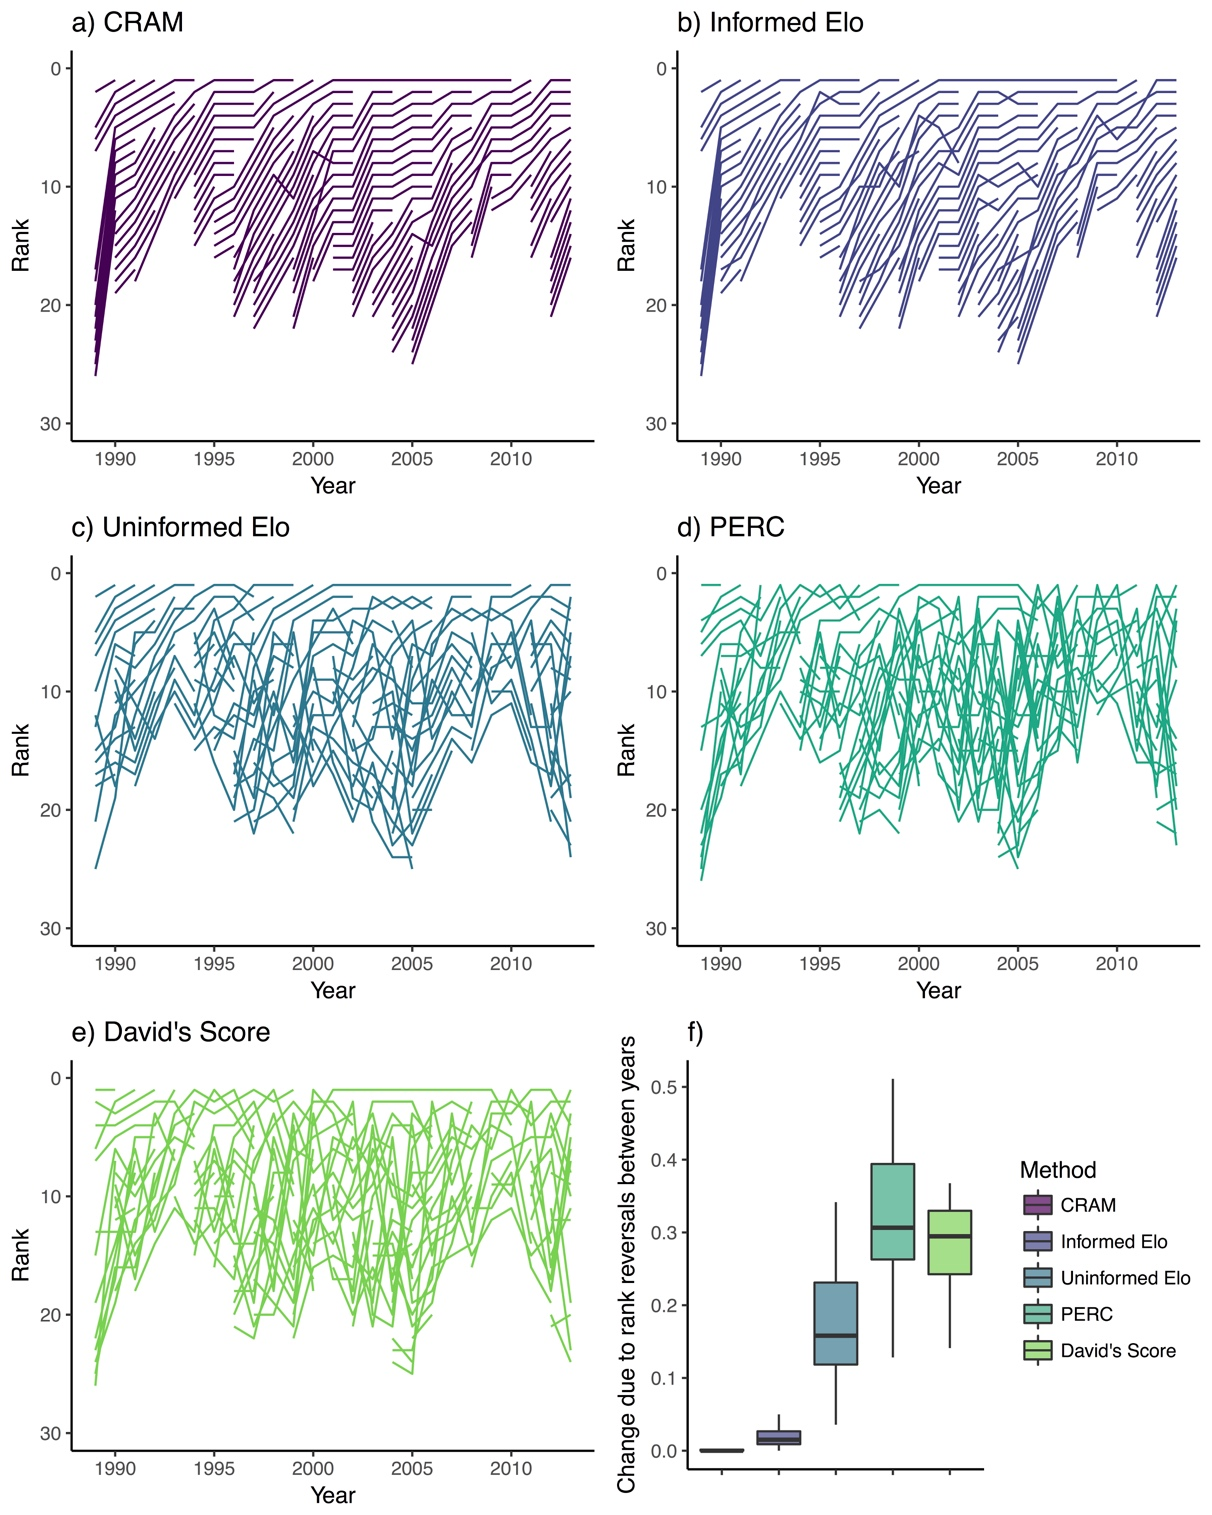 a) CRAM
0
10
20
30
Rank
1990 1995 2000 2005 2010
Year
b) Informed Elo
0
10
20
30
Rank
1990 1995 2000 2005 2010
Year
c) Uninformed Elo
0
10
20
30
Rank
1990 1995 2000 2005 2010
Year
d) PERC
0
10
20
30
Rank
1990 1995 2000 2005 2010
Year
e) David's Score
0
10
20
30
Rank
1990 1995 2000 2005 2010
Year
f)
Change due to rank reversals between years
0.5
0.4
0.3
0.2
0.1
0.0
Method
CRAM
Informed Elo
Uninformed Elo
PERC
David's Score